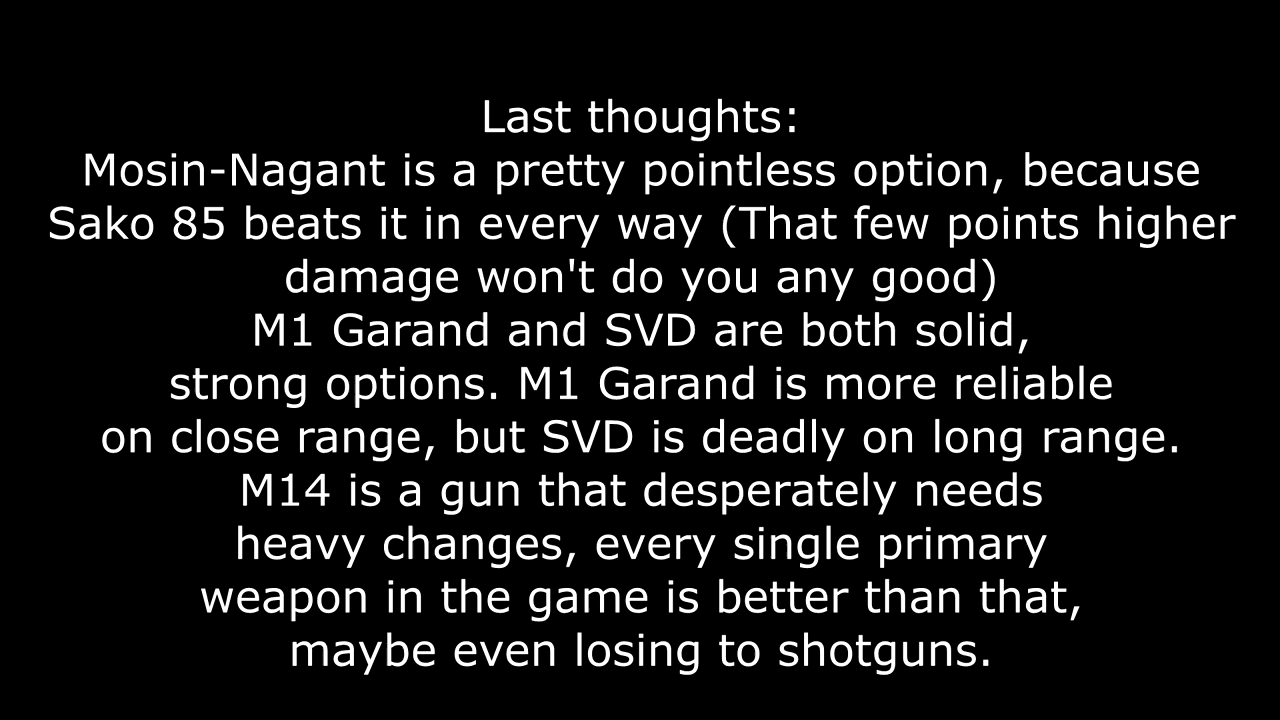 Last thoughts:
Mosin-Nagant is a pretty pointless option, because
Sako 85 beats it in every way (That few points higher
damage won't do you any good)
M1 Garand and SVD are both solid,
strong options. M1 Garand is more reliable
on close range, but SVD is deadly on long range.
M14 is a gun that desperately needs
heavy changes, every single primary
weapon in the game is better than that,
maybe even losing to shotguns.